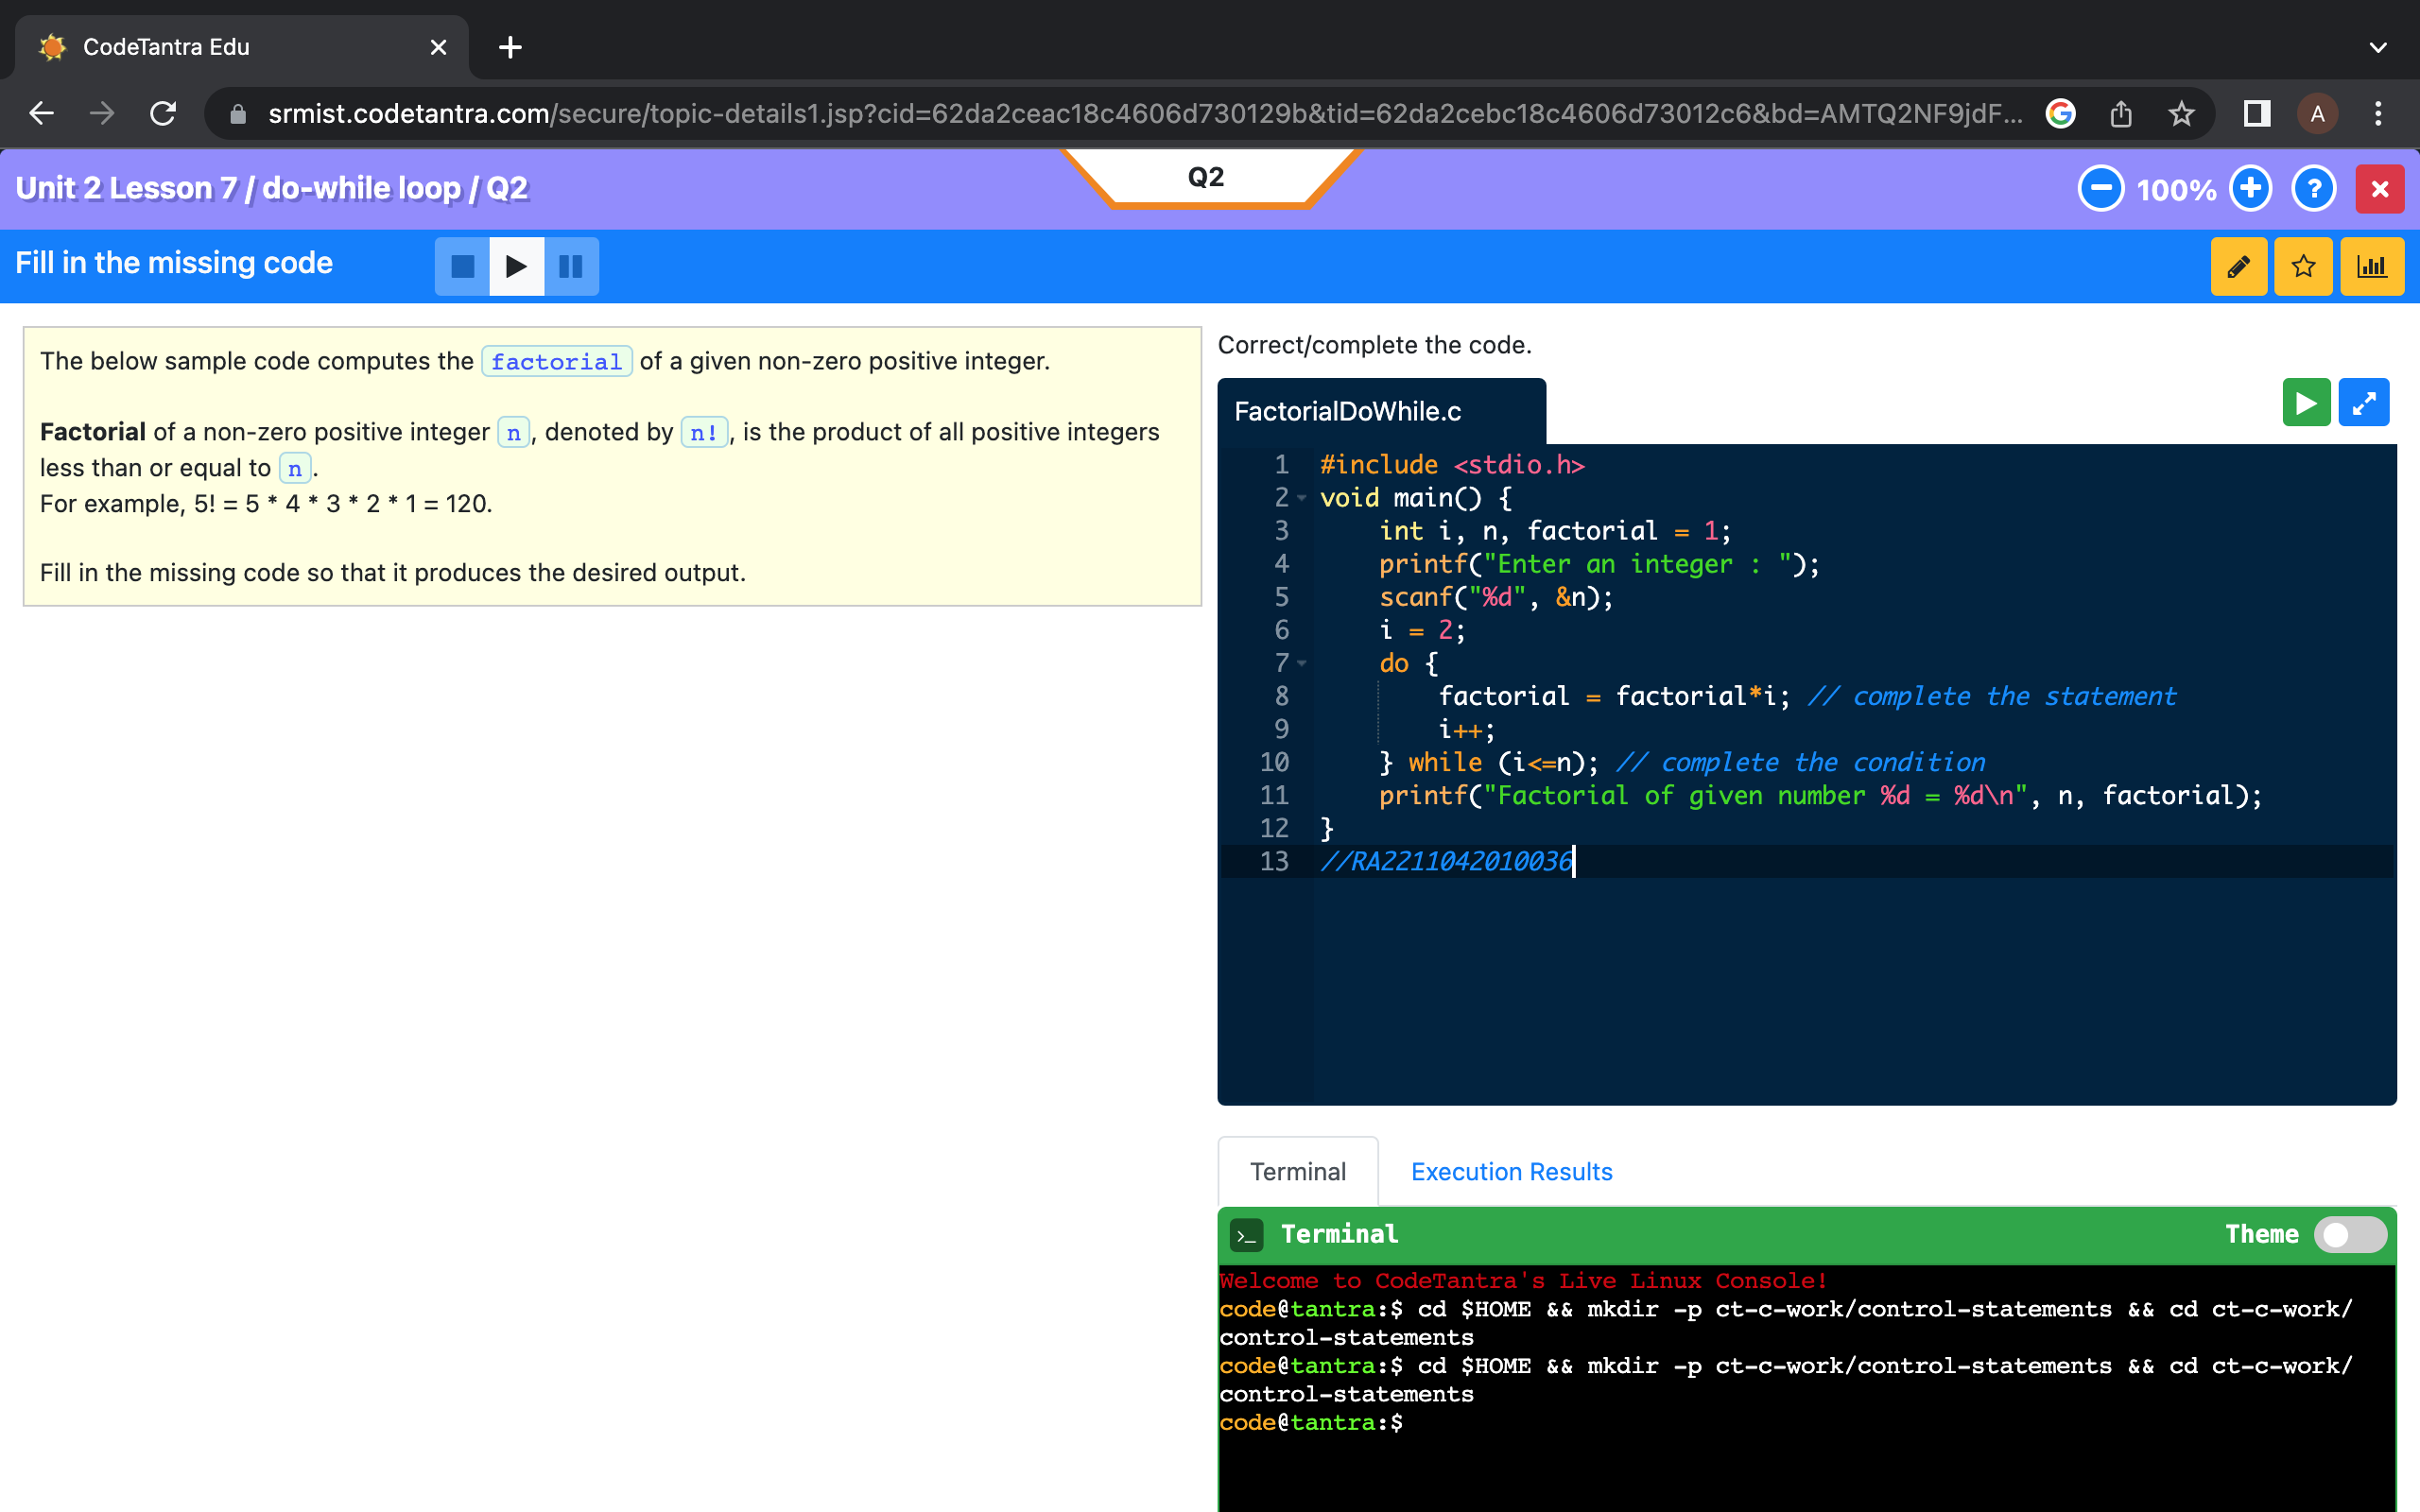 CodeTantra Edu
srmist.codetantra.com/secure/topic-details1.jsp?cid=62da2ceac18c4606d730129b&tid=62da2cebc18c4606d73012c6&bd=AMTQ2NF9jdF...
A
Unit 2 Lesson 7 / do-while loop / Q2
Q2
100%
?
Fill in the missing code
The below sample code computes the factorial of a given non-zero positive integer.
Factorial of a non-zero positive integer n, denoted by n!, is the product of all positive integers
less than or equal to n.
For example, 5! = 5 * 4 * 3 * 2 * 1 = 120.
Fill in the missing code so that it produces the desired output.
Correct/complete the code.
FactorialDoWhile.c
1 #include <stdio.h>
2 void main() {
3 int i, n, factorial = 1;
4 printf("Enter an integer : ");
5 scanf("%d", &n);
6 i = 2;
7 do {
8 factorial = factorial*i; // complete the statement
9 i++;
10 } while (i<=n); // complete the condition
11 printf("Factorial of given number %d = %d\n", n, factorial);
12 }
13 //RA2211042010036
Terminal
Execution Results
>_ Terminal
Theme
Welcome to CodeTantra's Live Linux Console!
code@tantra:$ cd $HOME && mkdir -p ct-c-work/control-statements && cd ct-c-work/
control-statements
code@tantra:$ cd $HOME && mkdir -p ct-c-work/control-statements && cd ct-c-work/
control-statements
code@tantra:$